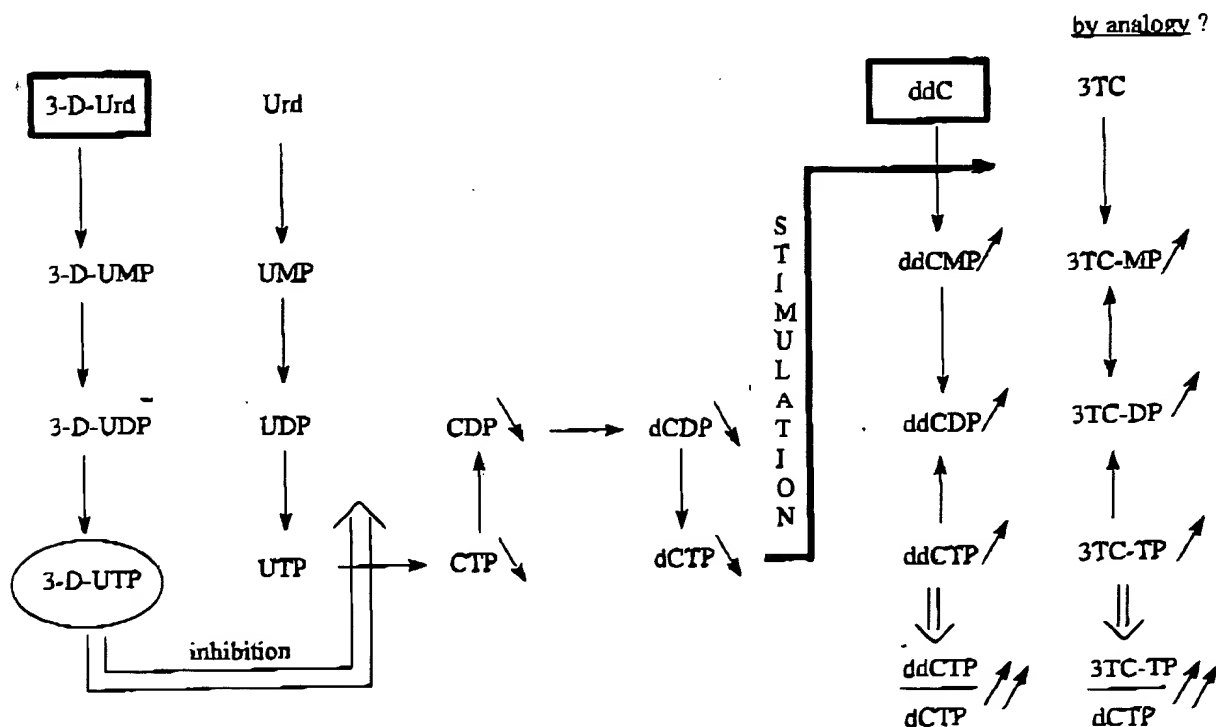 by analogy ?
3-D-Urd Urd ddC 3TC
3-D-UMP UMP ddCMP 3TC-MP
STIMULATION
3-D-UDP UDP CDP dCDP ddCDP 3TC-DP
3-D-UTP UTP CTP dCTP ddCTP 3TC-TP
inhibition
ddCTP 3TC-TP
dCTP dCTP